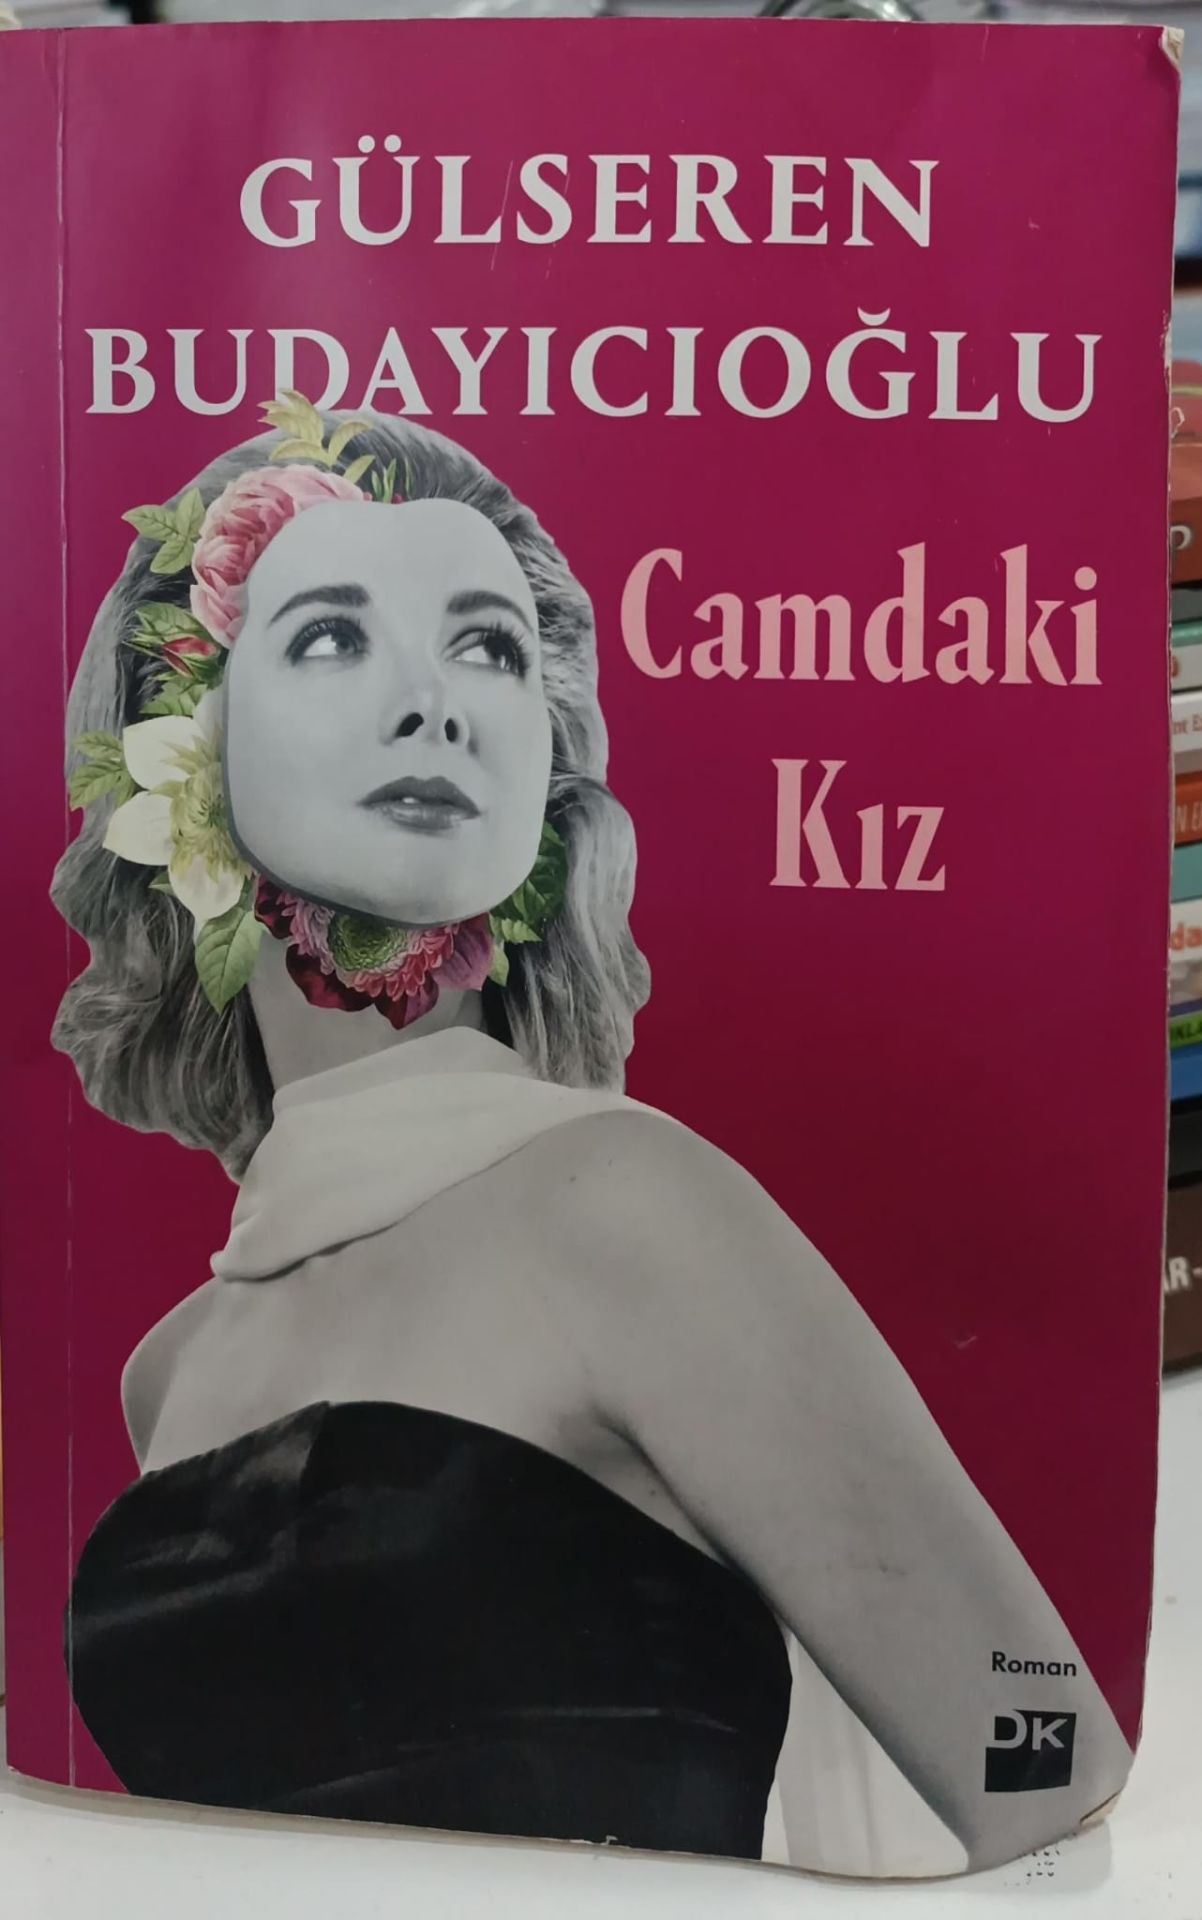 GÜLSEREN
BUDAYICIOĞLU
Camdaki
Kız
Roman
DK